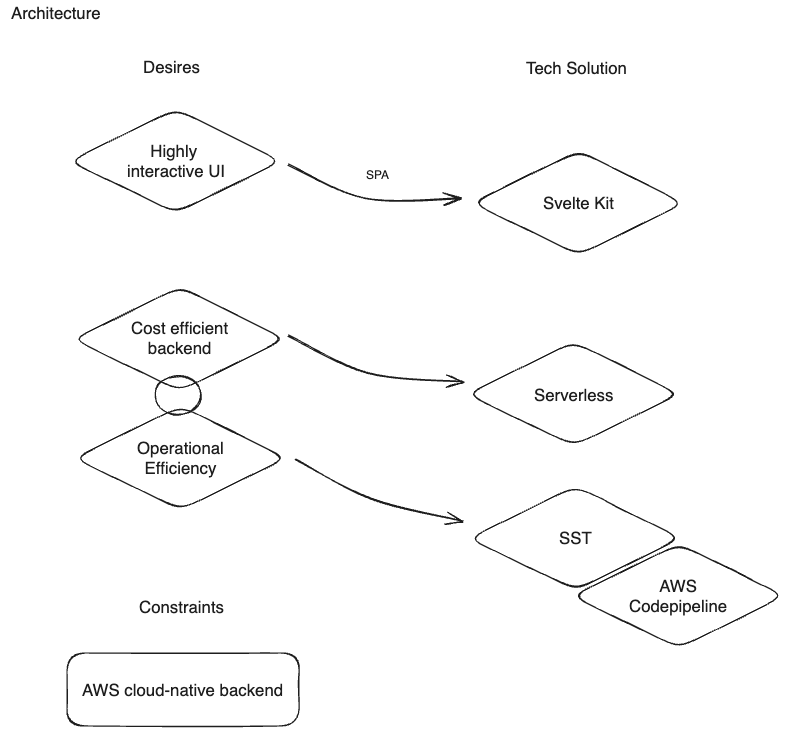 Architecture
Desires
Tech Solution
Highly
interactive UI
SPA
Svelte Kit
Cost efficient
backend
Serverless
Operational
Efficiency
SST
AWS
Codepipeline
Constraints
AWS cloud-native backend